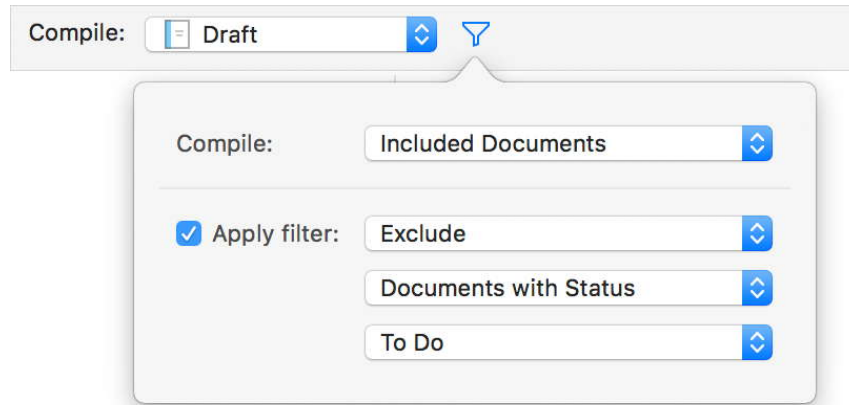 Compile: Draft
Compile: Included Documents
Apply filter: Exclude
Documents with Status
To Do